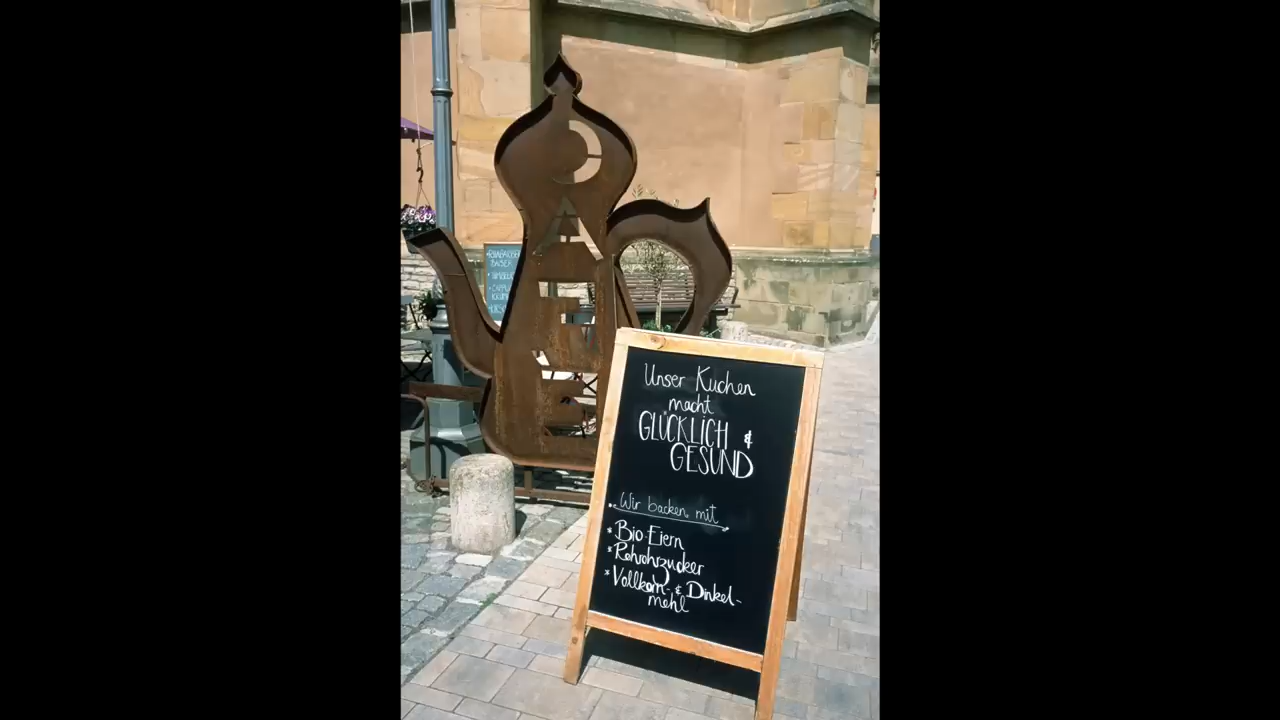 C
A
F
E
Unser Kuchen
macht
GLÜCKLICH &
GESUND
Wir backen mit
* Bio-Eiern
* Rohrohrzucker
* Vollkorn- & Dinkel-
mehl